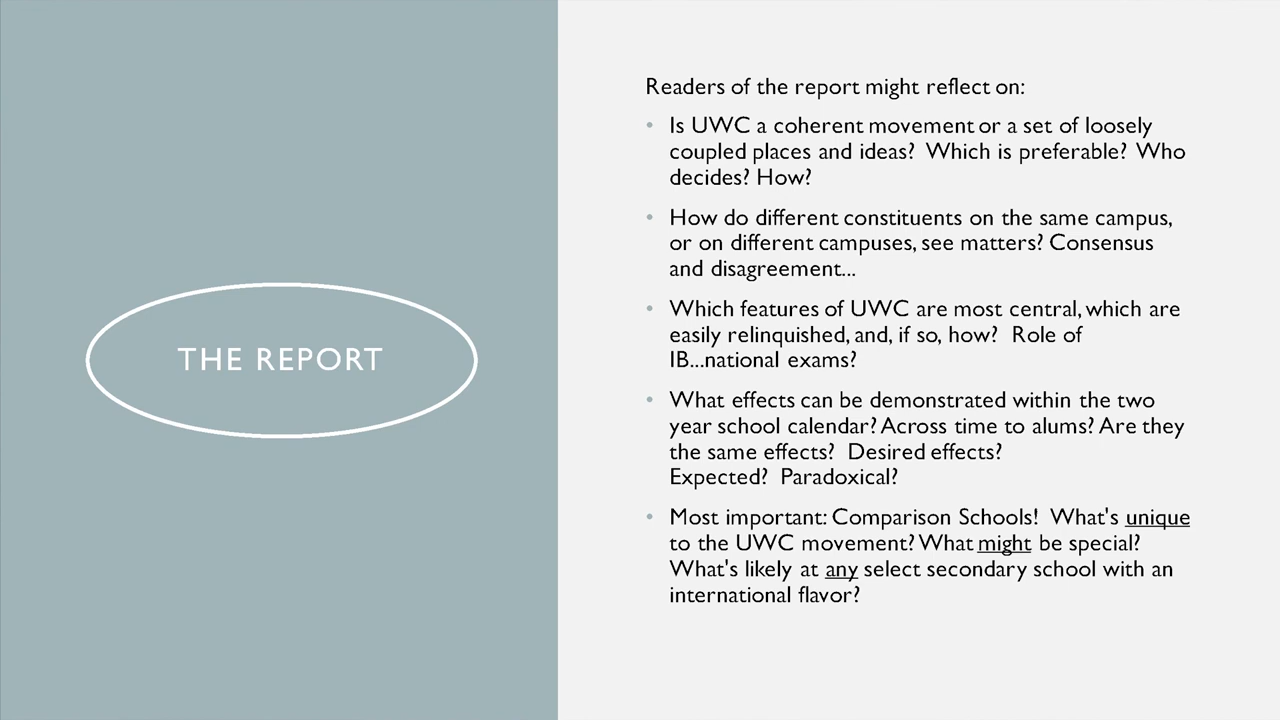 THE REPORT
Readers of the report might reflect on:
• Is UWC a coherent movement or a set of loosely
coupled places and ideas?  Which is preferable?  Who
decides? How?
• How do different constituents on the same campus,
or on different campuses, see matters? Consensus
and disagreement...
• Which features of UWC are most central, which are
easily relinquished, and, if so, how?  Role of
IB...national exams?
• What effects can be demonstrated within the two
year school calendar? Across time to alums? Are they
the same effects?  Desired effects?
Expected?  Paradoxical?
• Most important: Comparison Schools!  What's unique
to the UWC movement? What might be special?
What's likely at any select secondary school with an
international flavor?